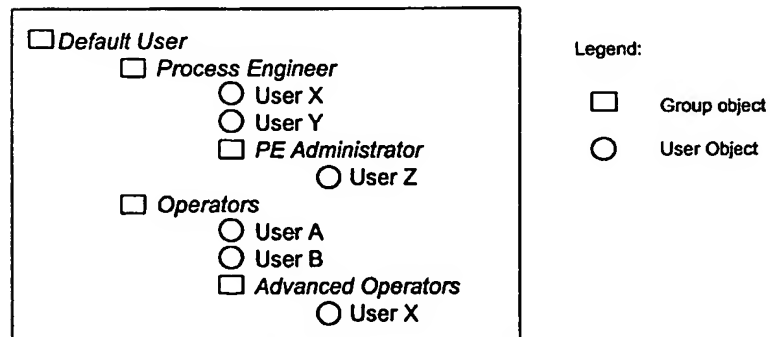 Default User
Process Engineer
User X
User Y
PE Administrator
User Z
Operators
User A
User B
Advanced Operators
User X
Legend:
Group object
User Object